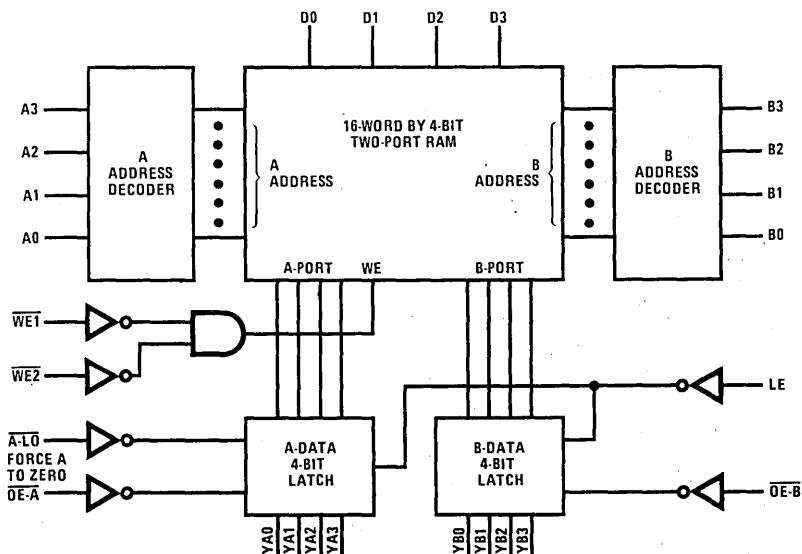 D0 D1 D2 D3
A3
A2
A1
A0
A
ADDRESS
DECODER
16-WORD BY 4-BIT
TWO-PORT RAM
A
ADDRESS
B
ADDRESS
B
ADDRESS
DECODER
B3
B2
B1
B0
A-PORT WE B-PORT
WE1
WE2
LE
A-LO
FORCE A
TO ZERO
OE-A
A-DATA
4-BIT
LATCH
B-DATA
4-BIT
LATCH
OE-B
YA0 YA1 YA2 YA3
YB0 YB1 YB2 YB3